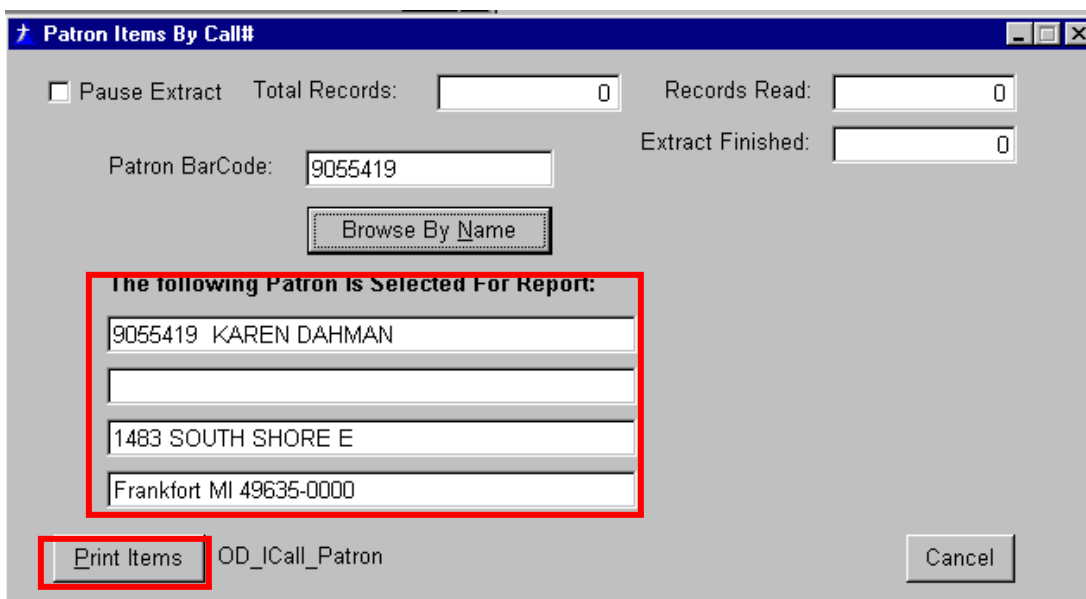 Patron Items By Call#
Pause Extract Total Records: 0 Records Read: 0
Extract Finished: 0
Patron BarCode: 9055419
Browse By Name
The following Patron Is Selected For Report:
9055419 KAREN DAHMAN
1483 SOUTH SHORE E
Frankfort MI 49635-0000
Print Items OD_ICall_Patron Cancel